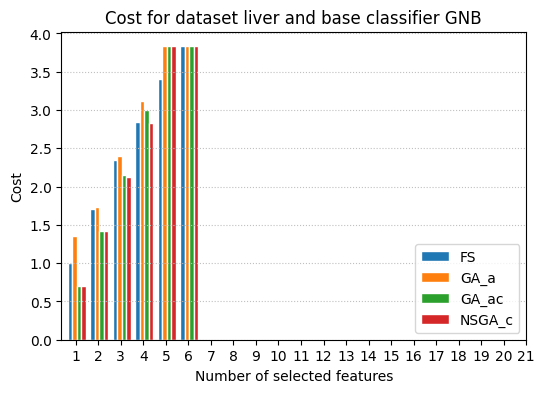 Cost for dataset liver and base classifier GNB
4.0
3.5
3.0
2.5
2.0
1.5
1.0
0.5
0.0
Cost
FS
GA_a
GA_ac
NSGA_c
1 2 3 4 5 6 7 8 9 10 11 12 13 14 15 16 17 18 19 20 21
Number of selected features